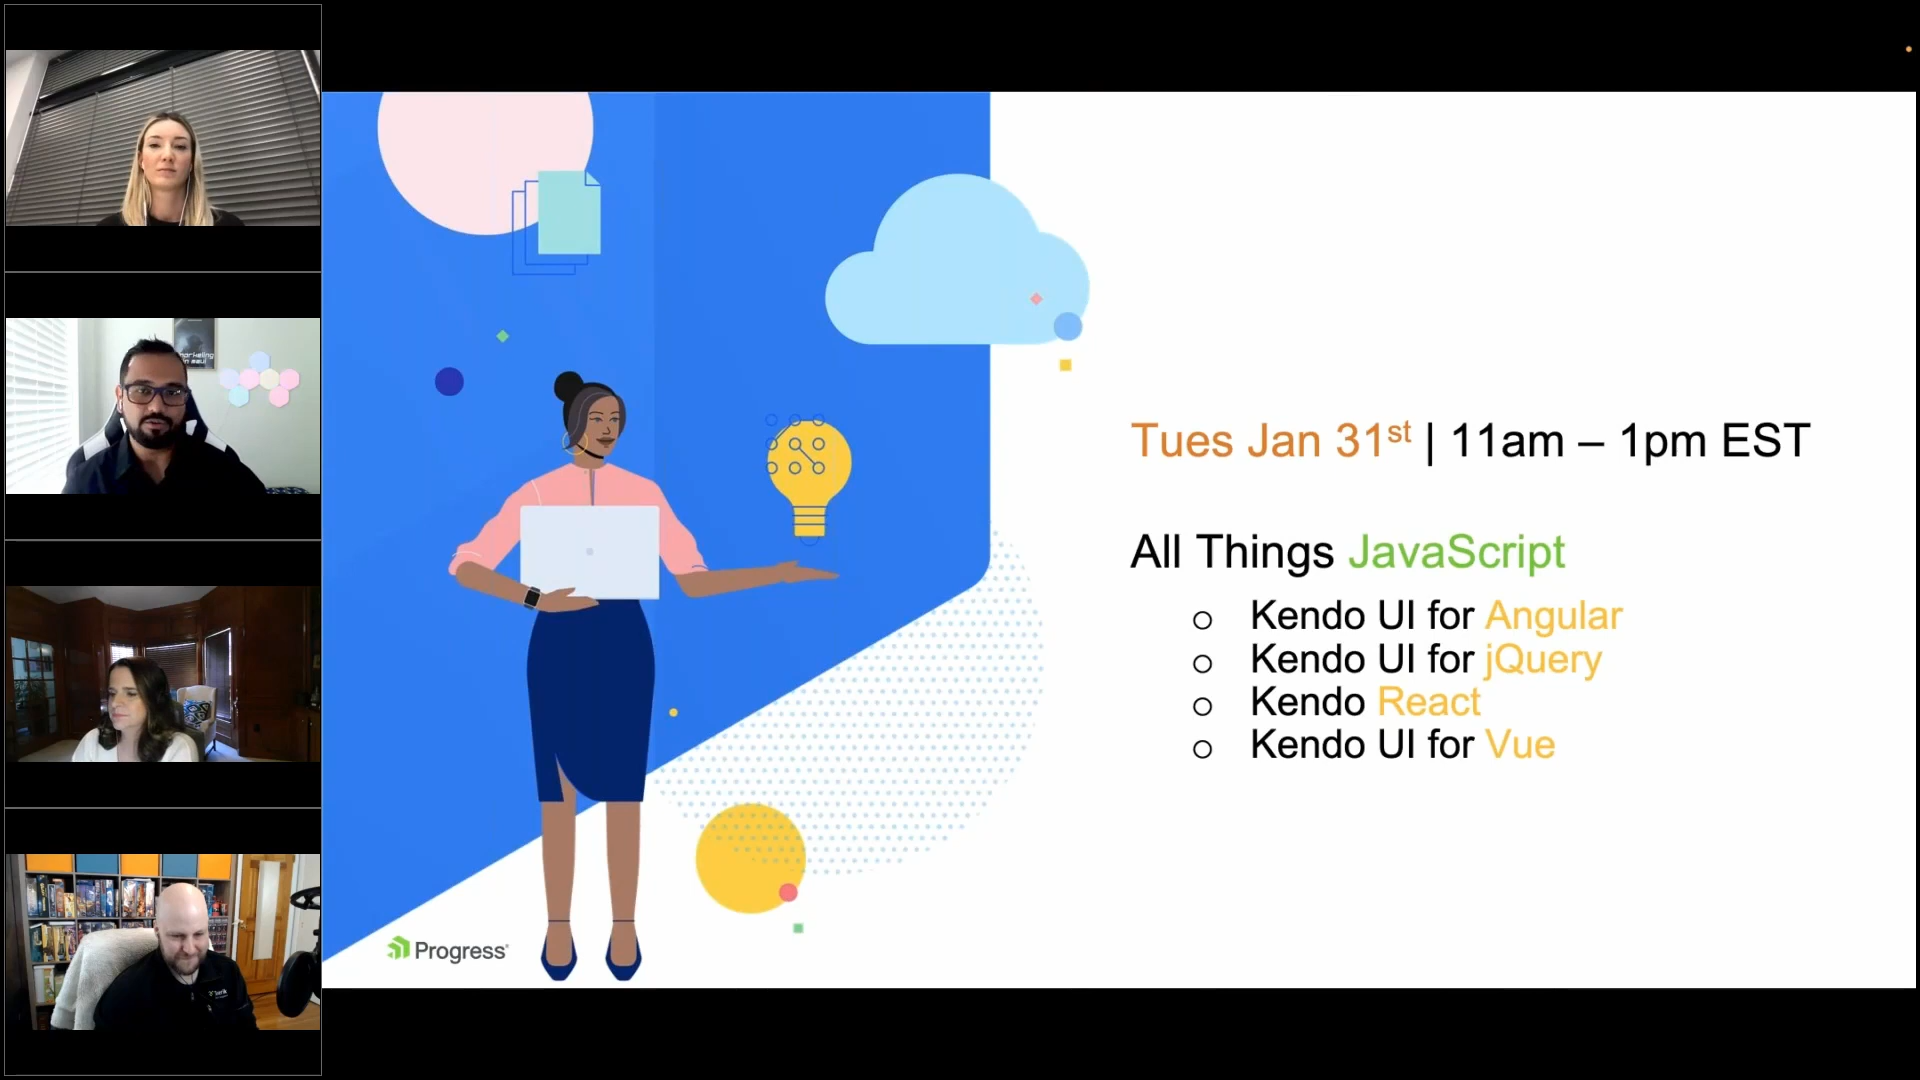 Tues Jan 31st | 11am – 1pm EST
All Things JavaScript
Kendo UI for Angular
Kendo UI for jQuery
Kendo React
Kendo UI for Vue
Progress